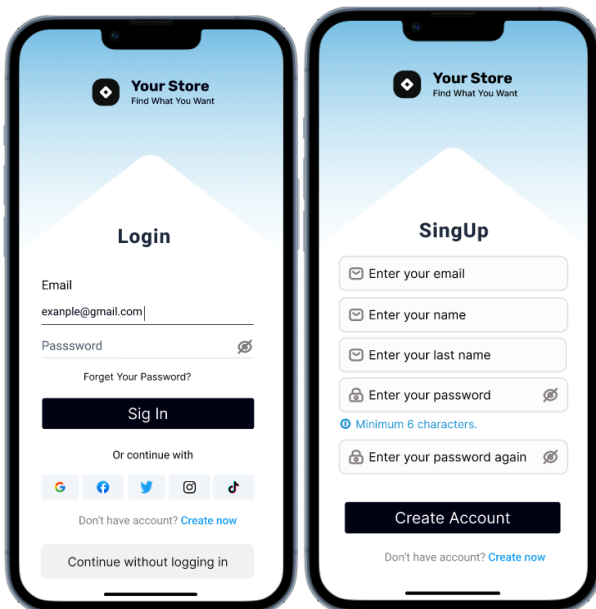 Your Store
Find What You Want
Login
Email
exanple@gmail.com
Passsword
Forget Your Password?
Sig In
Or continue with
Don't have account? Create now
Continue without logging in
Your Store
Find What You Want
SingUp
Enter your email
Enter your name
Enter your last name
Enter your password
Minimum 6 characters.
Enter your password again
Create Account
Don't have account? Create now